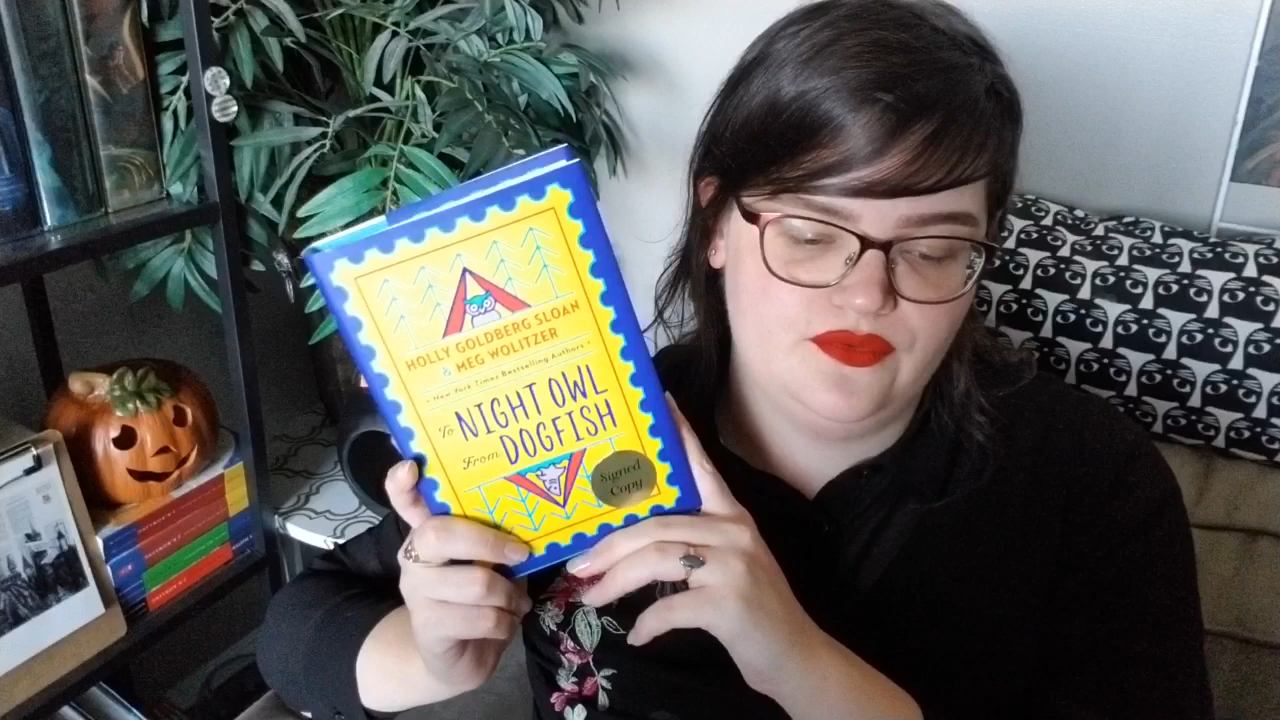 HOLLY GOLDBERG SLOAN
& MEG WOLITZER
New York Times Bestselling Authors
To NIGHT OWL
From DOGFISH
Signed
Copy